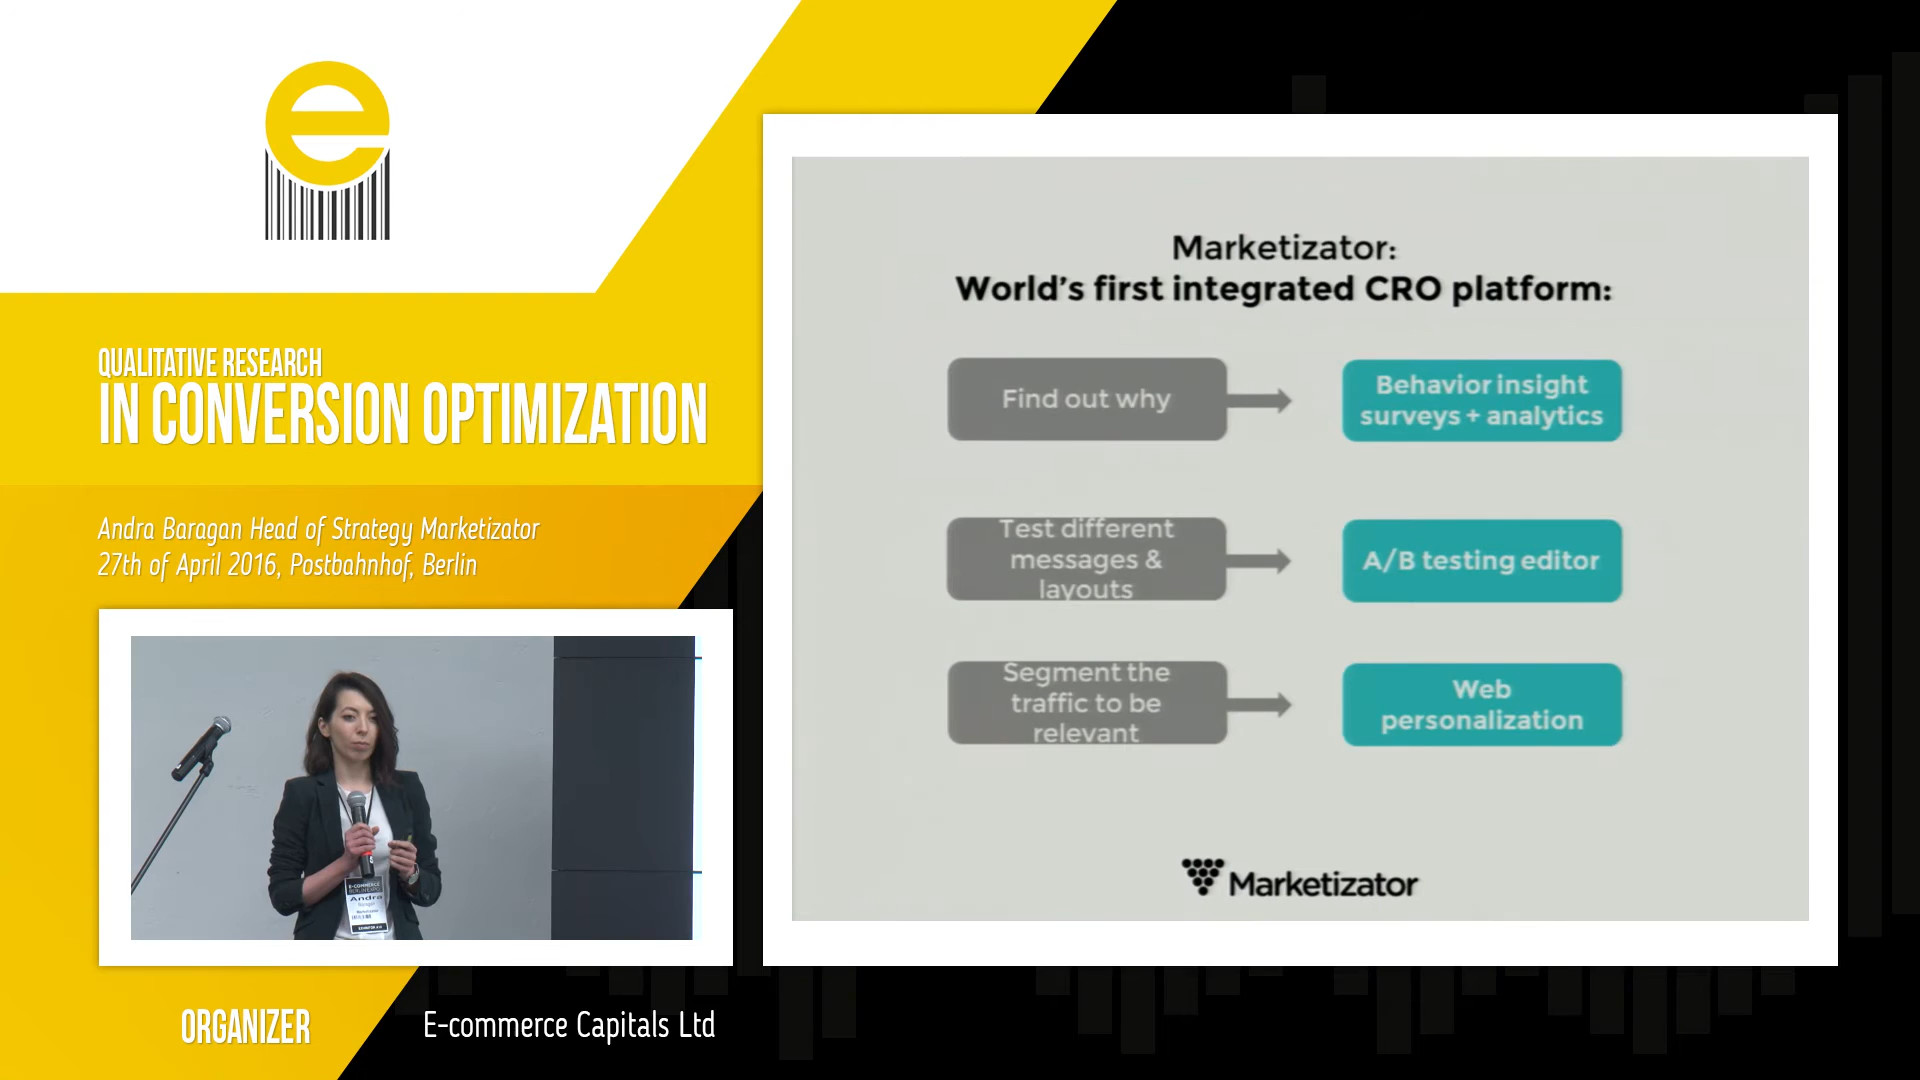 e
QUALITATIVE RESEARCH
IN CONVERSION OPTIMIZATION
Andra Baragan Head of Strategy Marketizator
27th of April 2016, Postbahnhof, Berlin
E-COMMERCE
Andra
ORGANIZER
E-commerce Capitals Ltd
Marketizator:
World's first integrated CRO platform:
Find out why
Behavior insight
surveys + analytics
Test different
messages &
layouts
A/B testing editor
Segment the
traffic to be
relevant
Web
personalization
Marketizator